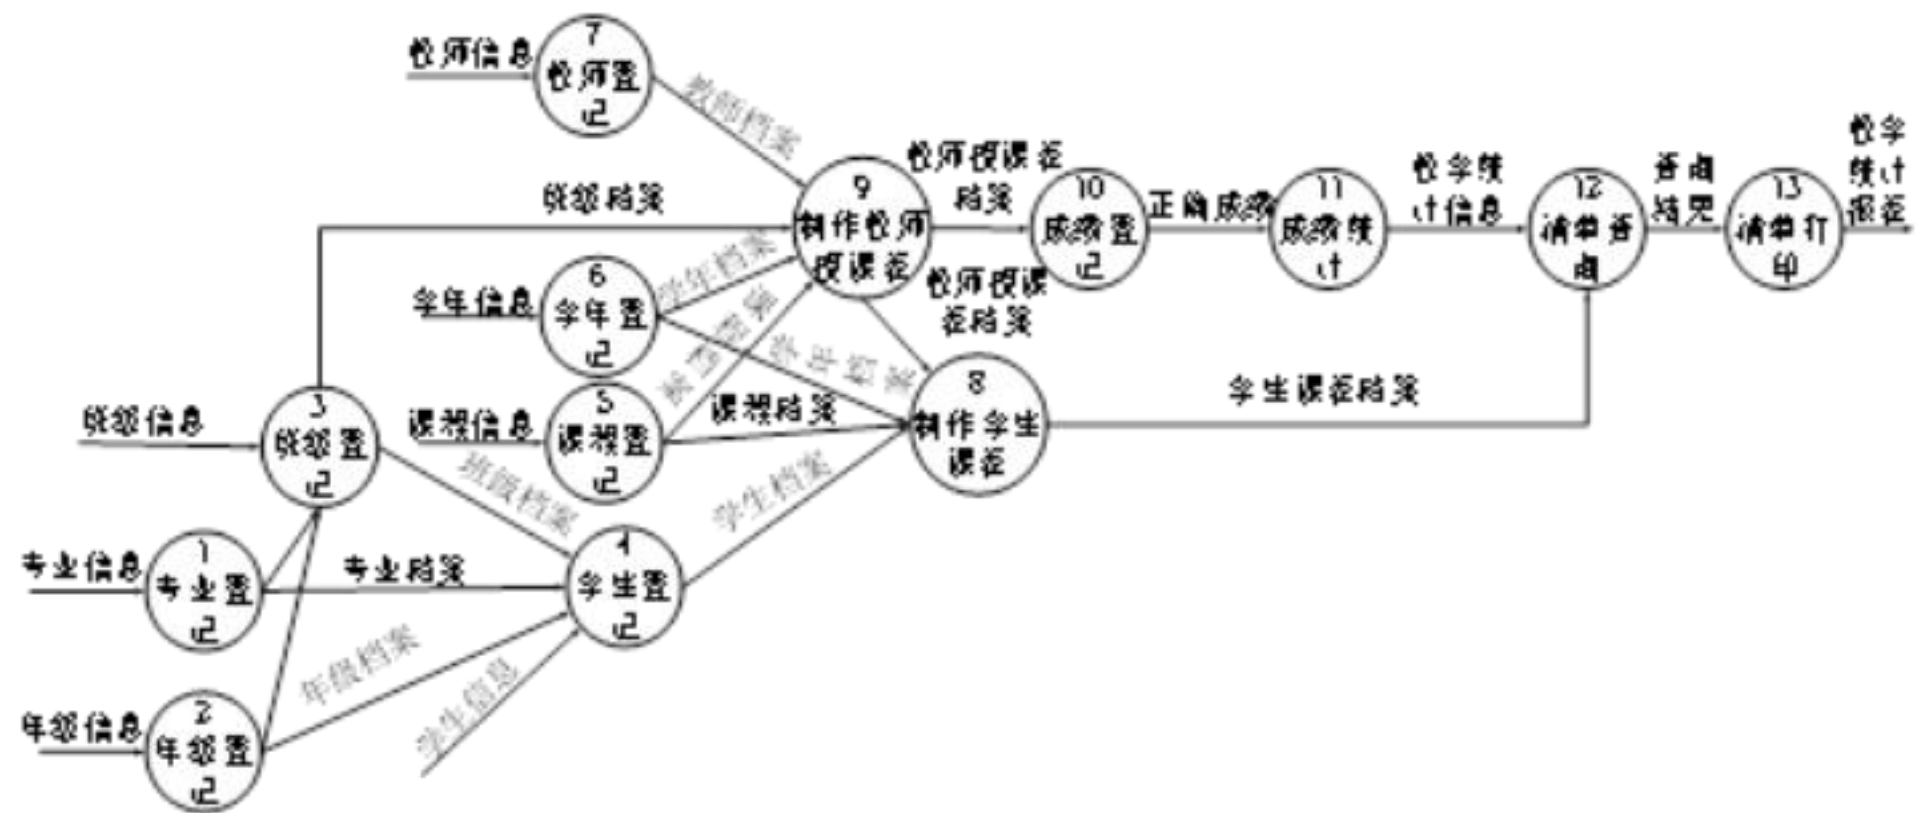 7
教师信息
教师登
记
教师档案
班级档案
9
制作教师
授课表
教师授课表
档案
10
成绩登
记
正确成绩
11
成绩统
计
教学统
计信息
12
清单查
询
查询
结果
13
清单打
印
教学
统计
报表
学年信息
6
学年登
记
学年档案
课程档案
学年档案
教师授课
表档案
8
制作学生
课表
学生课表档案
班级信息
3
班级登
记
课程信息
5
课程登
记
课程档案
班级档案
学生档案
专业信息
1
专业登
记
专业档案
4
学生登
记
年级档案
学生信息
年级信息
2
年级登
记